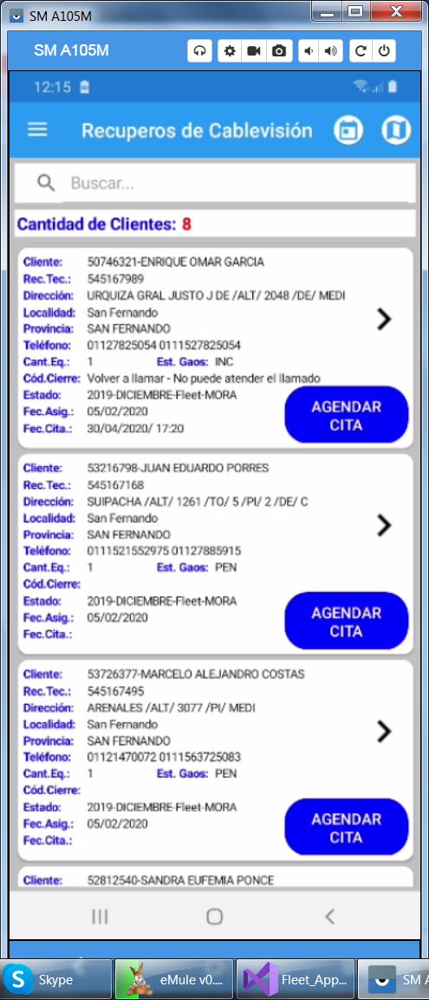 SM A105M
SM A105M
12:15
Recuperos de Cablevisión
Buscar...
Cantidad de Clientes: 8
Cliente: 50746321-ENRIQUE OMAR GARCIA
Rec.Tec.: 545167989
Dirección: URQUIZA GRAL JUSTO J DE /ALT/ 2048 /DE/ MEDI
Localidad: San Fernando
Provincia: SAN FERNANDO
Teléfono: 01127825054 0111527825054
Cant.Eq.: 1 Est. Gaos: INC
Cód.Cierre: Volver a llamar - No puede atender el llamado
Estado: 2019-DICIEMBRE-Fleet-MORA
Fec.Asig.: 05/02/2020
Fec.Cita.: 30/04/2020/ 17:20
AGENDAR
CITA
Cliente: 53216798-JUAN EDUARDO PORRES
Rec.Tec.: 545167168
Dirección: SUIPACHA /ALT/ 1261 /TO/ 5 /PI/ 2 /DE/ C
Localidad: San Fernando
Provincia: SAN FERNANDO
Teléfono: 0111521552975 01127885915
Cant.Eq.: 1 Est. Gaos: PEN
Cód.Cierre:
Estado: 2019-DICIEMBRE-Fleet-MORA
Fec.Asig.: 05/02/2020
Fec.Cita.:
AGENDAR
CITA
Cliente: 53726377-MARCELO ALEJANDRO COSTAS
Rec.Tec.: 545167495
Dirección: ARENALES /ALT/ 3077 /PI/ MEDI
Localidad: San Fernando
Provincia: SAN FERNANDO
Teléfono: 01121470072 0111563725083
Cant.Eq.: 1 Est. Gaos: PEN
Cód.Cierre:
Estado: 2019-DICIEMBRE-Fleet-MORA
Fec.Asig.: 05/02/2020
Fec.Cita.:
AGENDAR
CITA
Cliente: 52812540-SANDRA EUFEMIA PONCE
Skype
eMule v0....
Fleet_App...
SM A